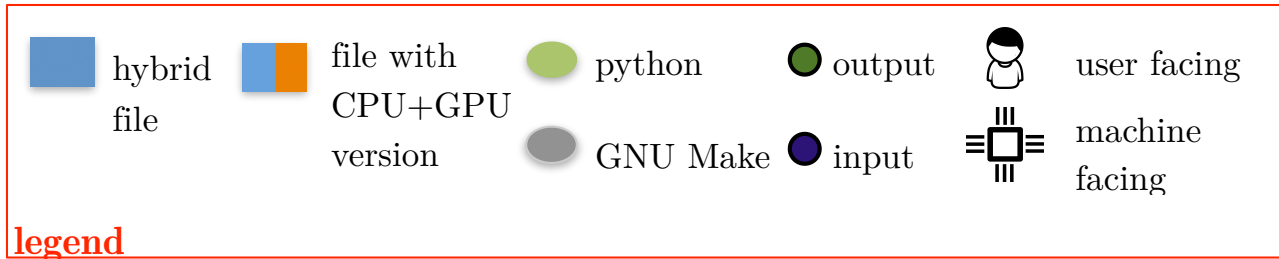 hybrid
file
file with
CPU+GPU
version
python
GNU Make
output
input
user facing
machine
facing
legend